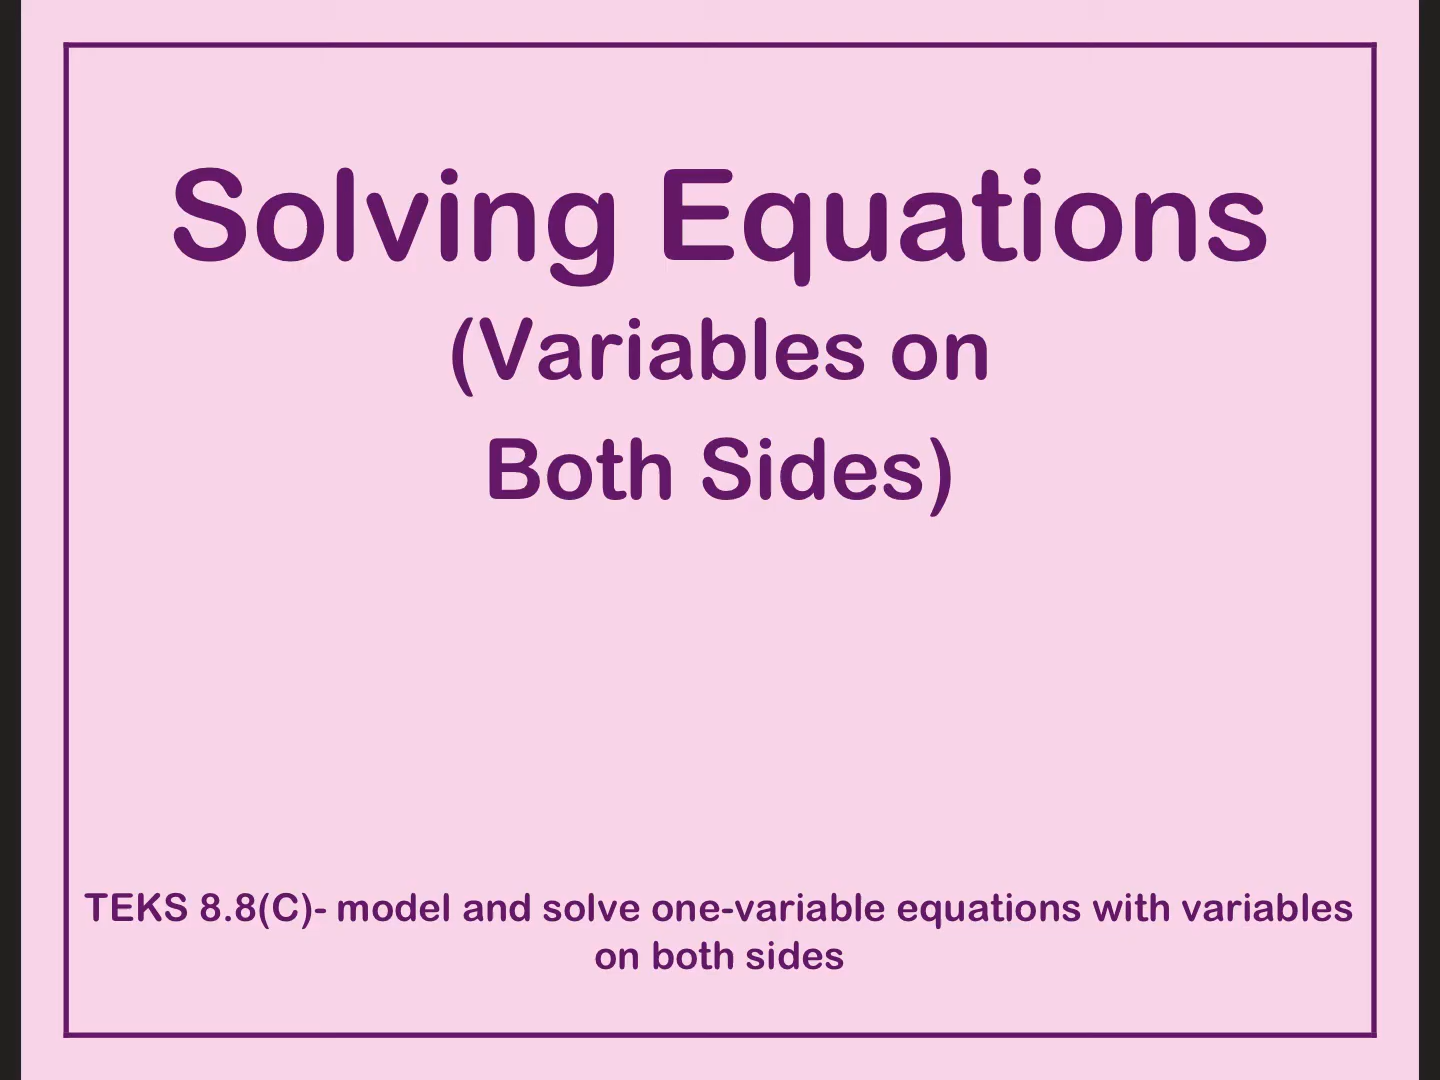 Solving Equations
(Variables on
Both Sides)
TEKS 8.8(C)- model and solve one-variable equations with variables
on both sides